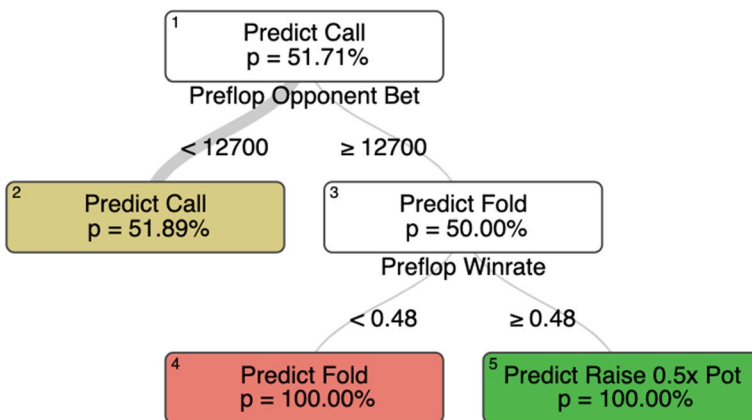 1
Predict Call
p = 51.71%
Preflop Opponent Bet
< 12700
≥ 12700
2
Predict Call
p = 51.89%
3
Predict Fold
p = 50.00%
Preflop Winrate
< 0.48
≥ 0.48
4
Predict Fold
p = 100.00%
5
Predict Raise 0.5x Pot
p = 100.00%